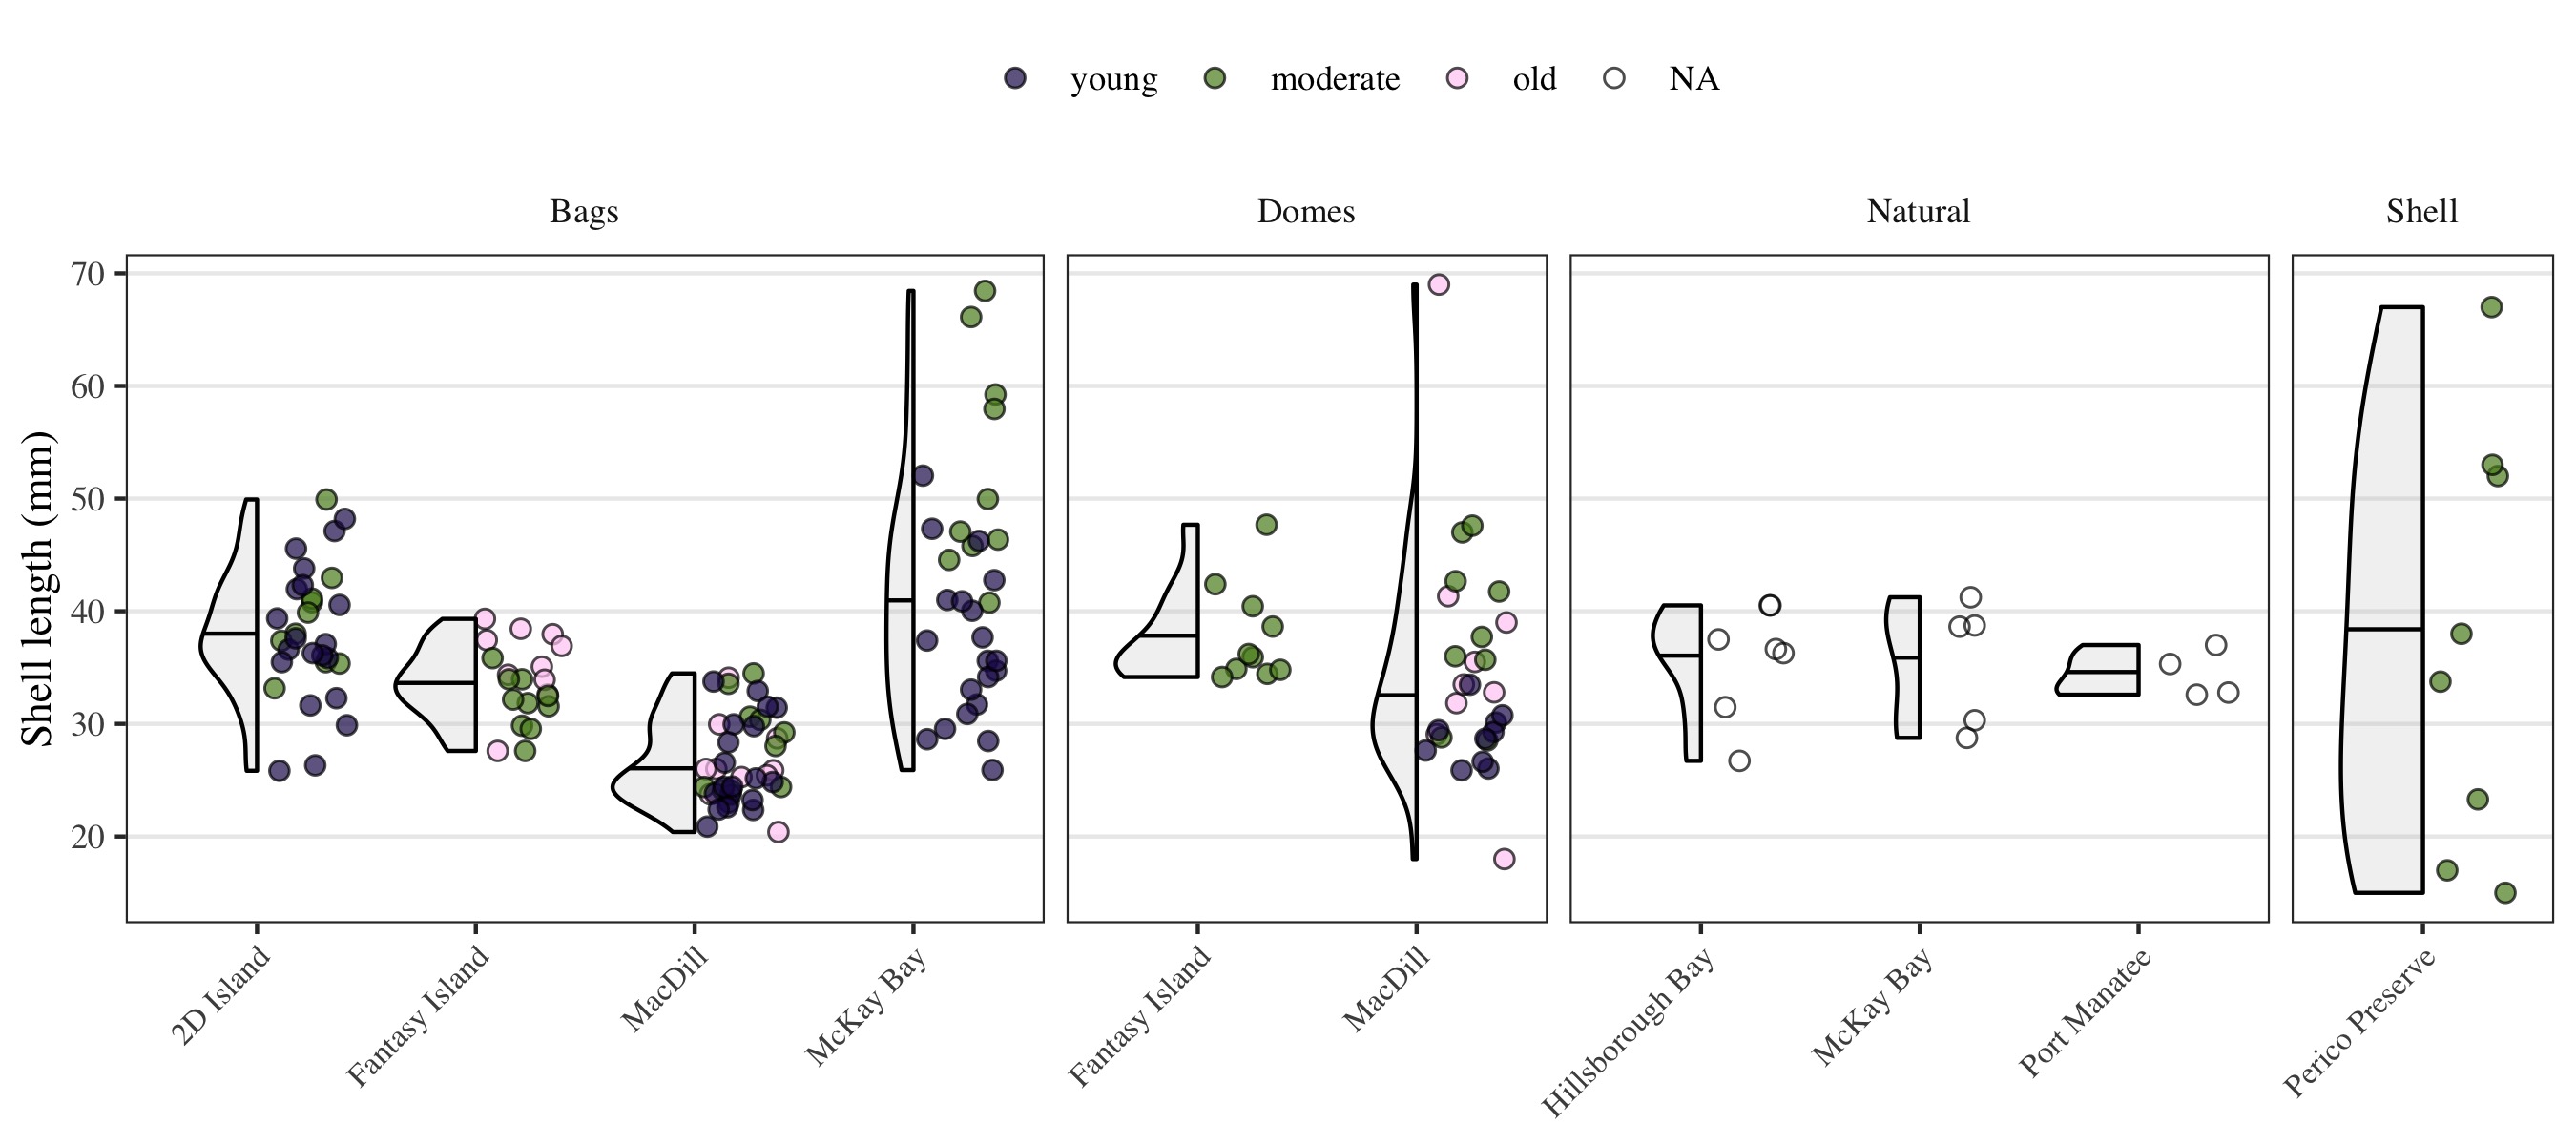 young moderate old NA
Bags Domes Natural Shell
Shell length (mm)
70
60
50
40
30
20
2D Island
Fantasy Island
MacDill
McKay Bay
Fantasy Island
MacDill
Hillsborough Bay
McKay Bay
Port Manatee
Perico Preserve